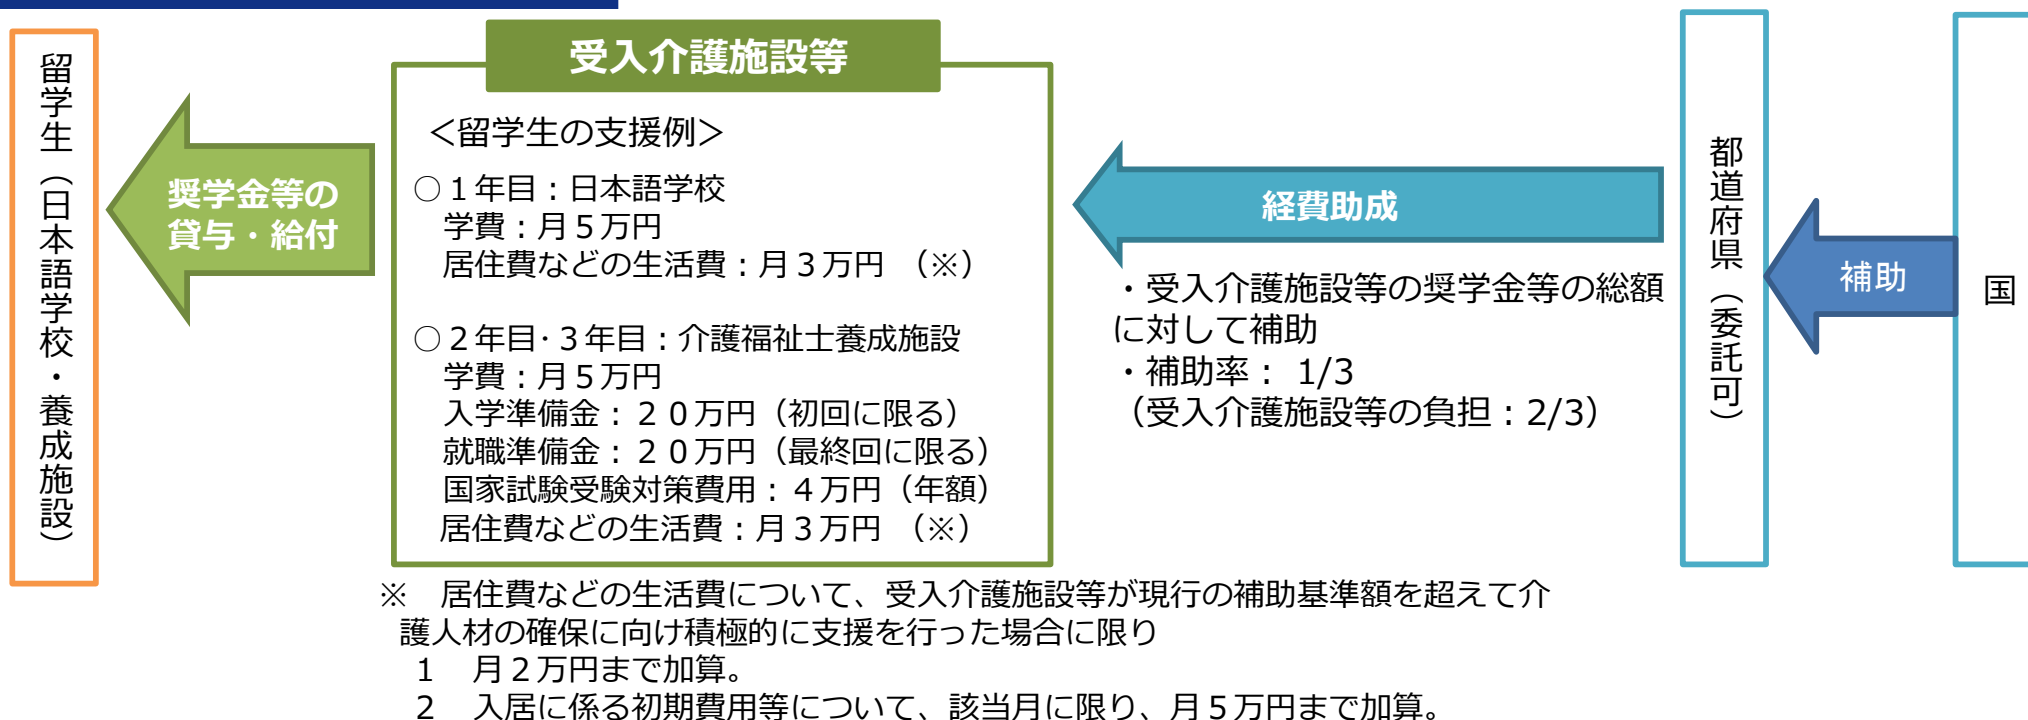 留学生（日本語学校・養成施設）
奨学金等の
貸与・給付
受入介護施設等
＜留学生の支援例＞
○１年目：日本語学校
学費：月５万円
居住費などの生活費：月３万円 （※）
○２年目･３年目：介護福祉士養成施設
学費：月５万円
入学準備金：２０万円（初回に限る）
就職準備金：２０万円（最終回に限る）
国家試験受験対策費用：４万円（年額）
居住費などの生活費：月３万円 （※）
経費助成
・受入介護施設等の奨学金等の総額
に対して補助
・補助率： 1/3
（受入介護施設等の負担：2/3）
都道府県（委託可）
補助
国
※　居住費などの生活費について、受入介護施設等が現行の補助基準額を超えて介
護人材の確保に向け積極的に支援を行った場合に限り
１　月２万円まで加算。
２　入居に係る初期費用等について、該当月に限り、月５万円まで加算。